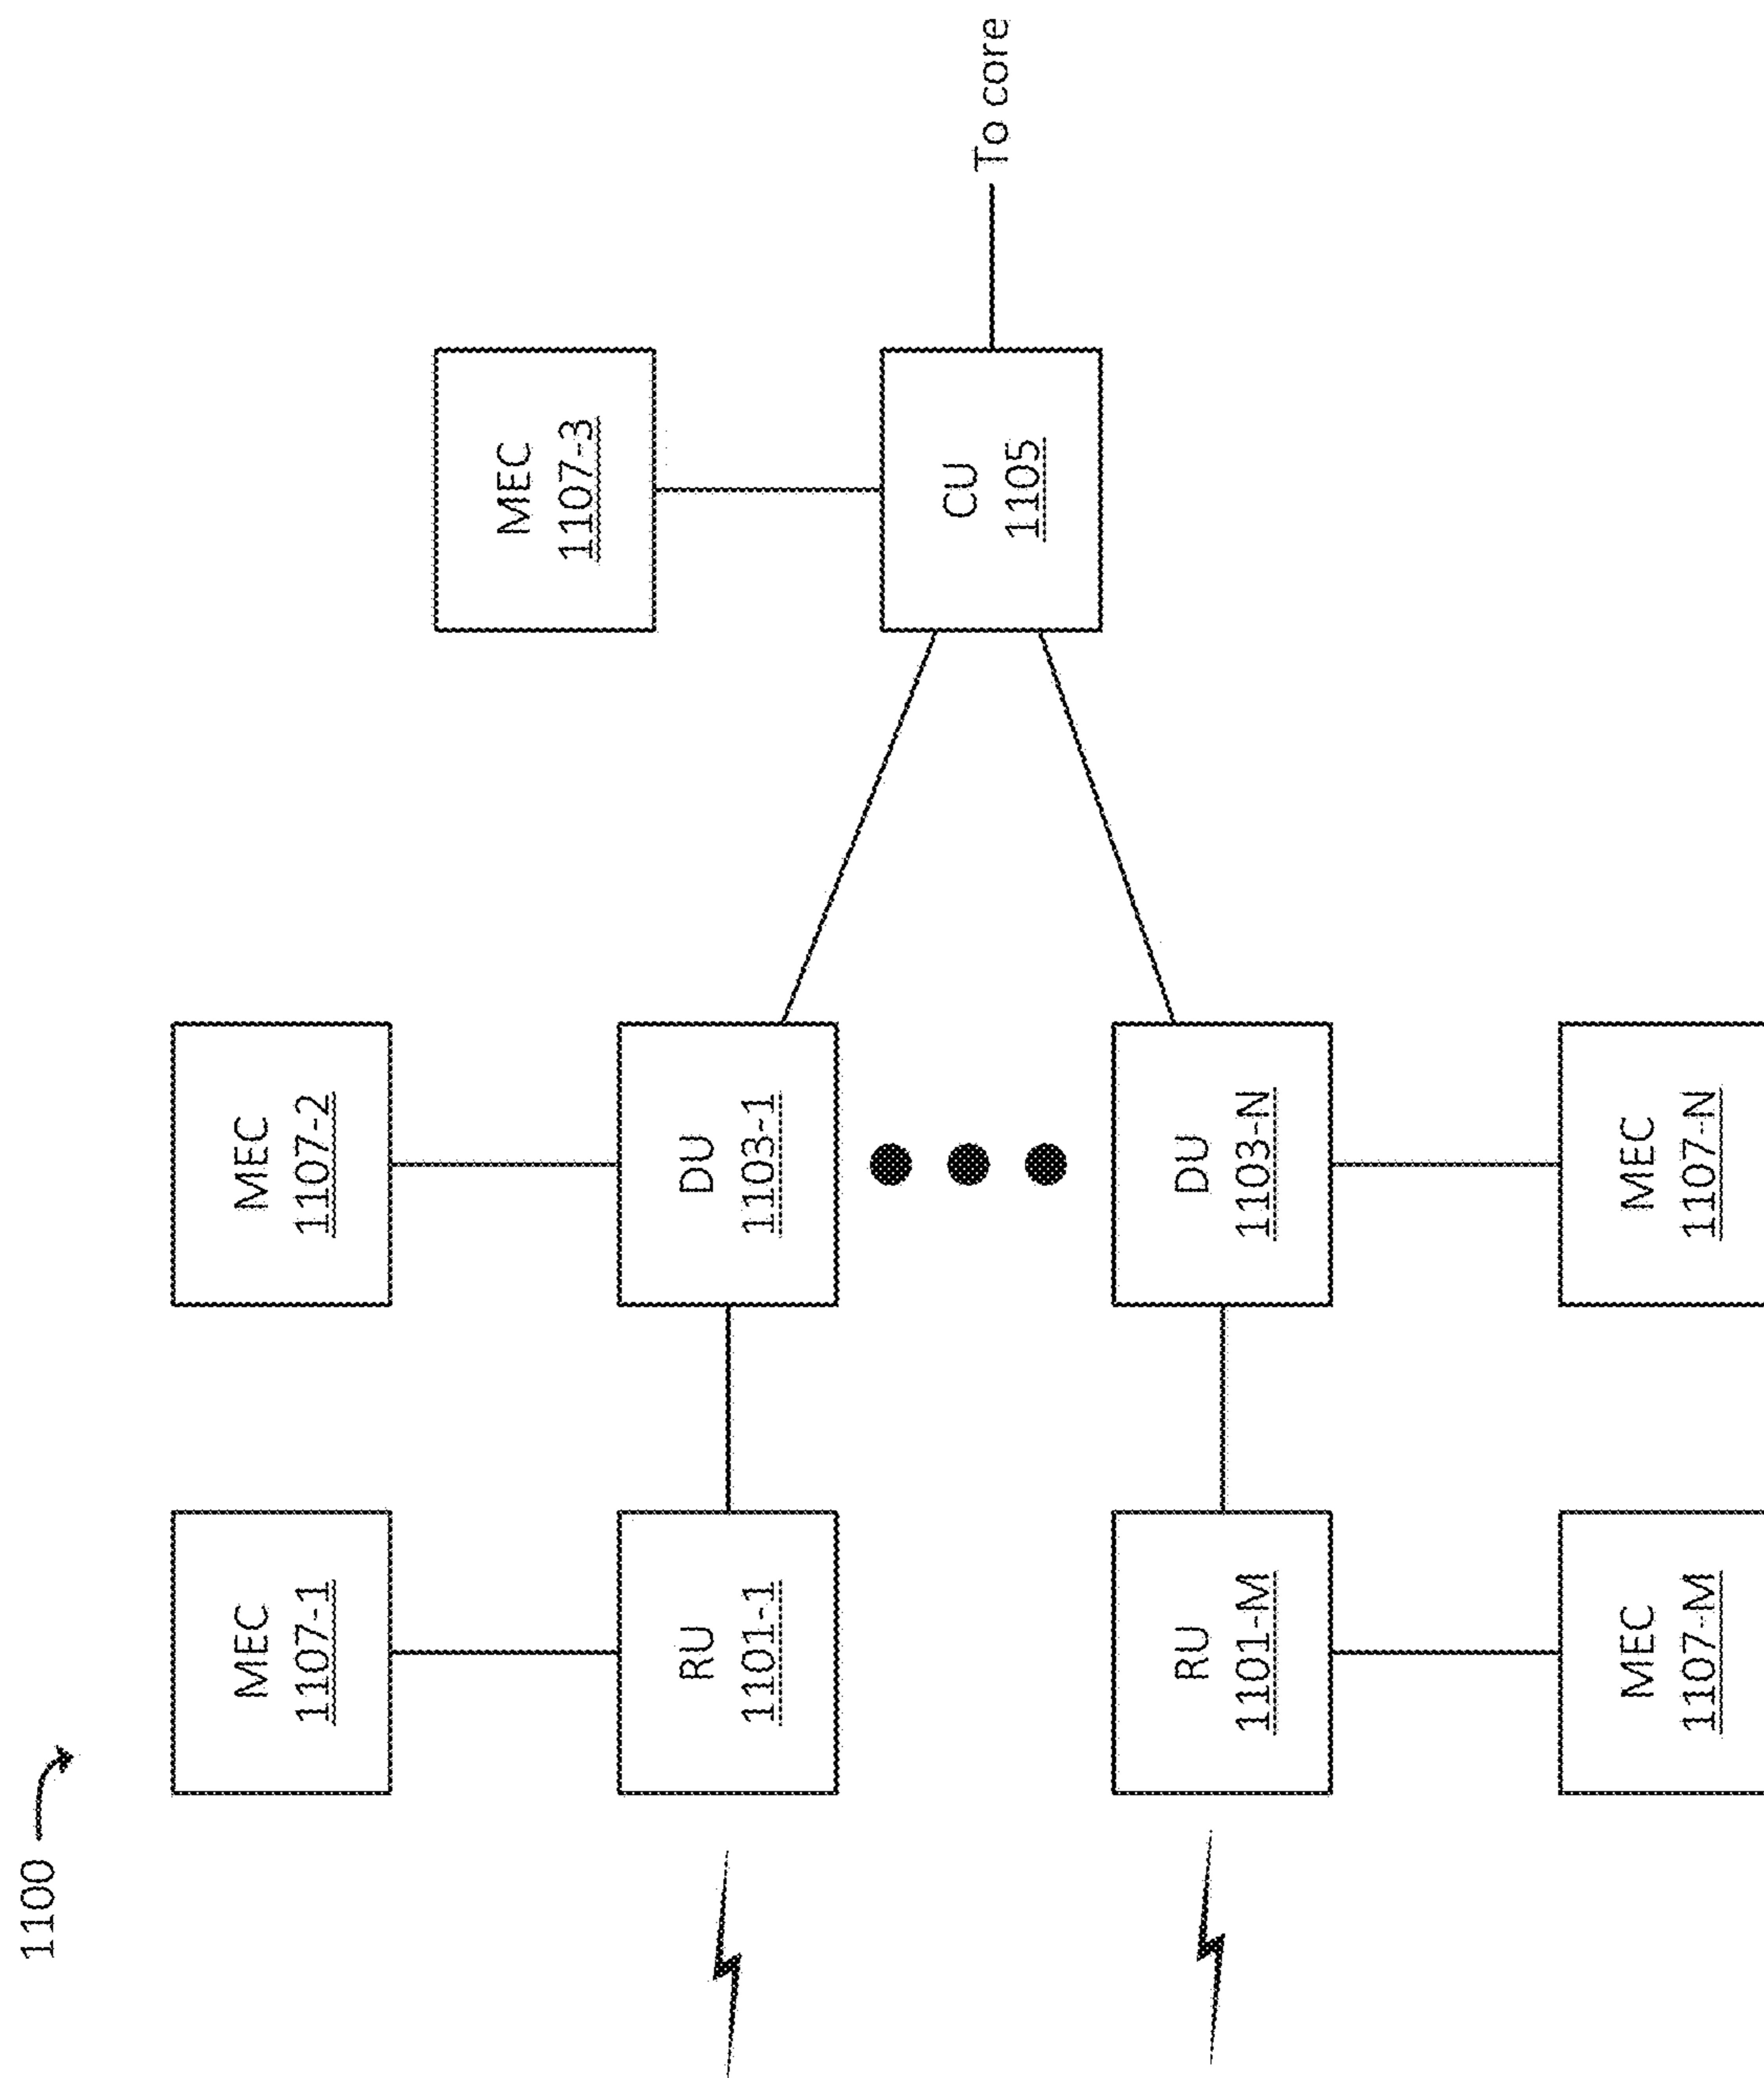 1100
MEC
1107-1
MEC
1107-2
MEC
1107-3
RU
1101-1
DU
1103-1
CU
1105
To core
RU
1101-M
DU
1103-N
MEC
1107-M
MEC
1107-N